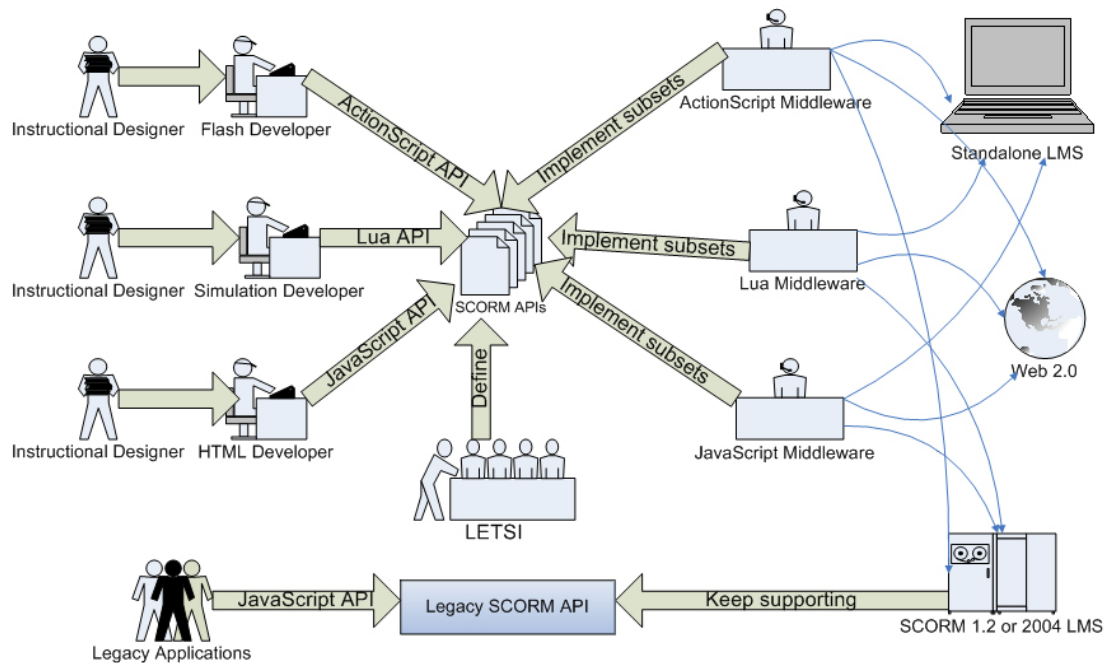 Instructional Designer
Flash Developer
ActionScript API
Implement subsets
ActionScript Middleware
Standalone LMS
Instructional Designer
Simulation Developer
Lua API
SCORM APIs
Implement subsets
Lua Middleware
Web 2.0
Instructional Designer
HTML Developer
JavaScript API
Define
LETSI
Implement subsets
JavaScript Middleware
Legacy Applications
JavaScript API
Legacy SCORM API
Keep supporting
SCORM 1.2 or 2004 LMS